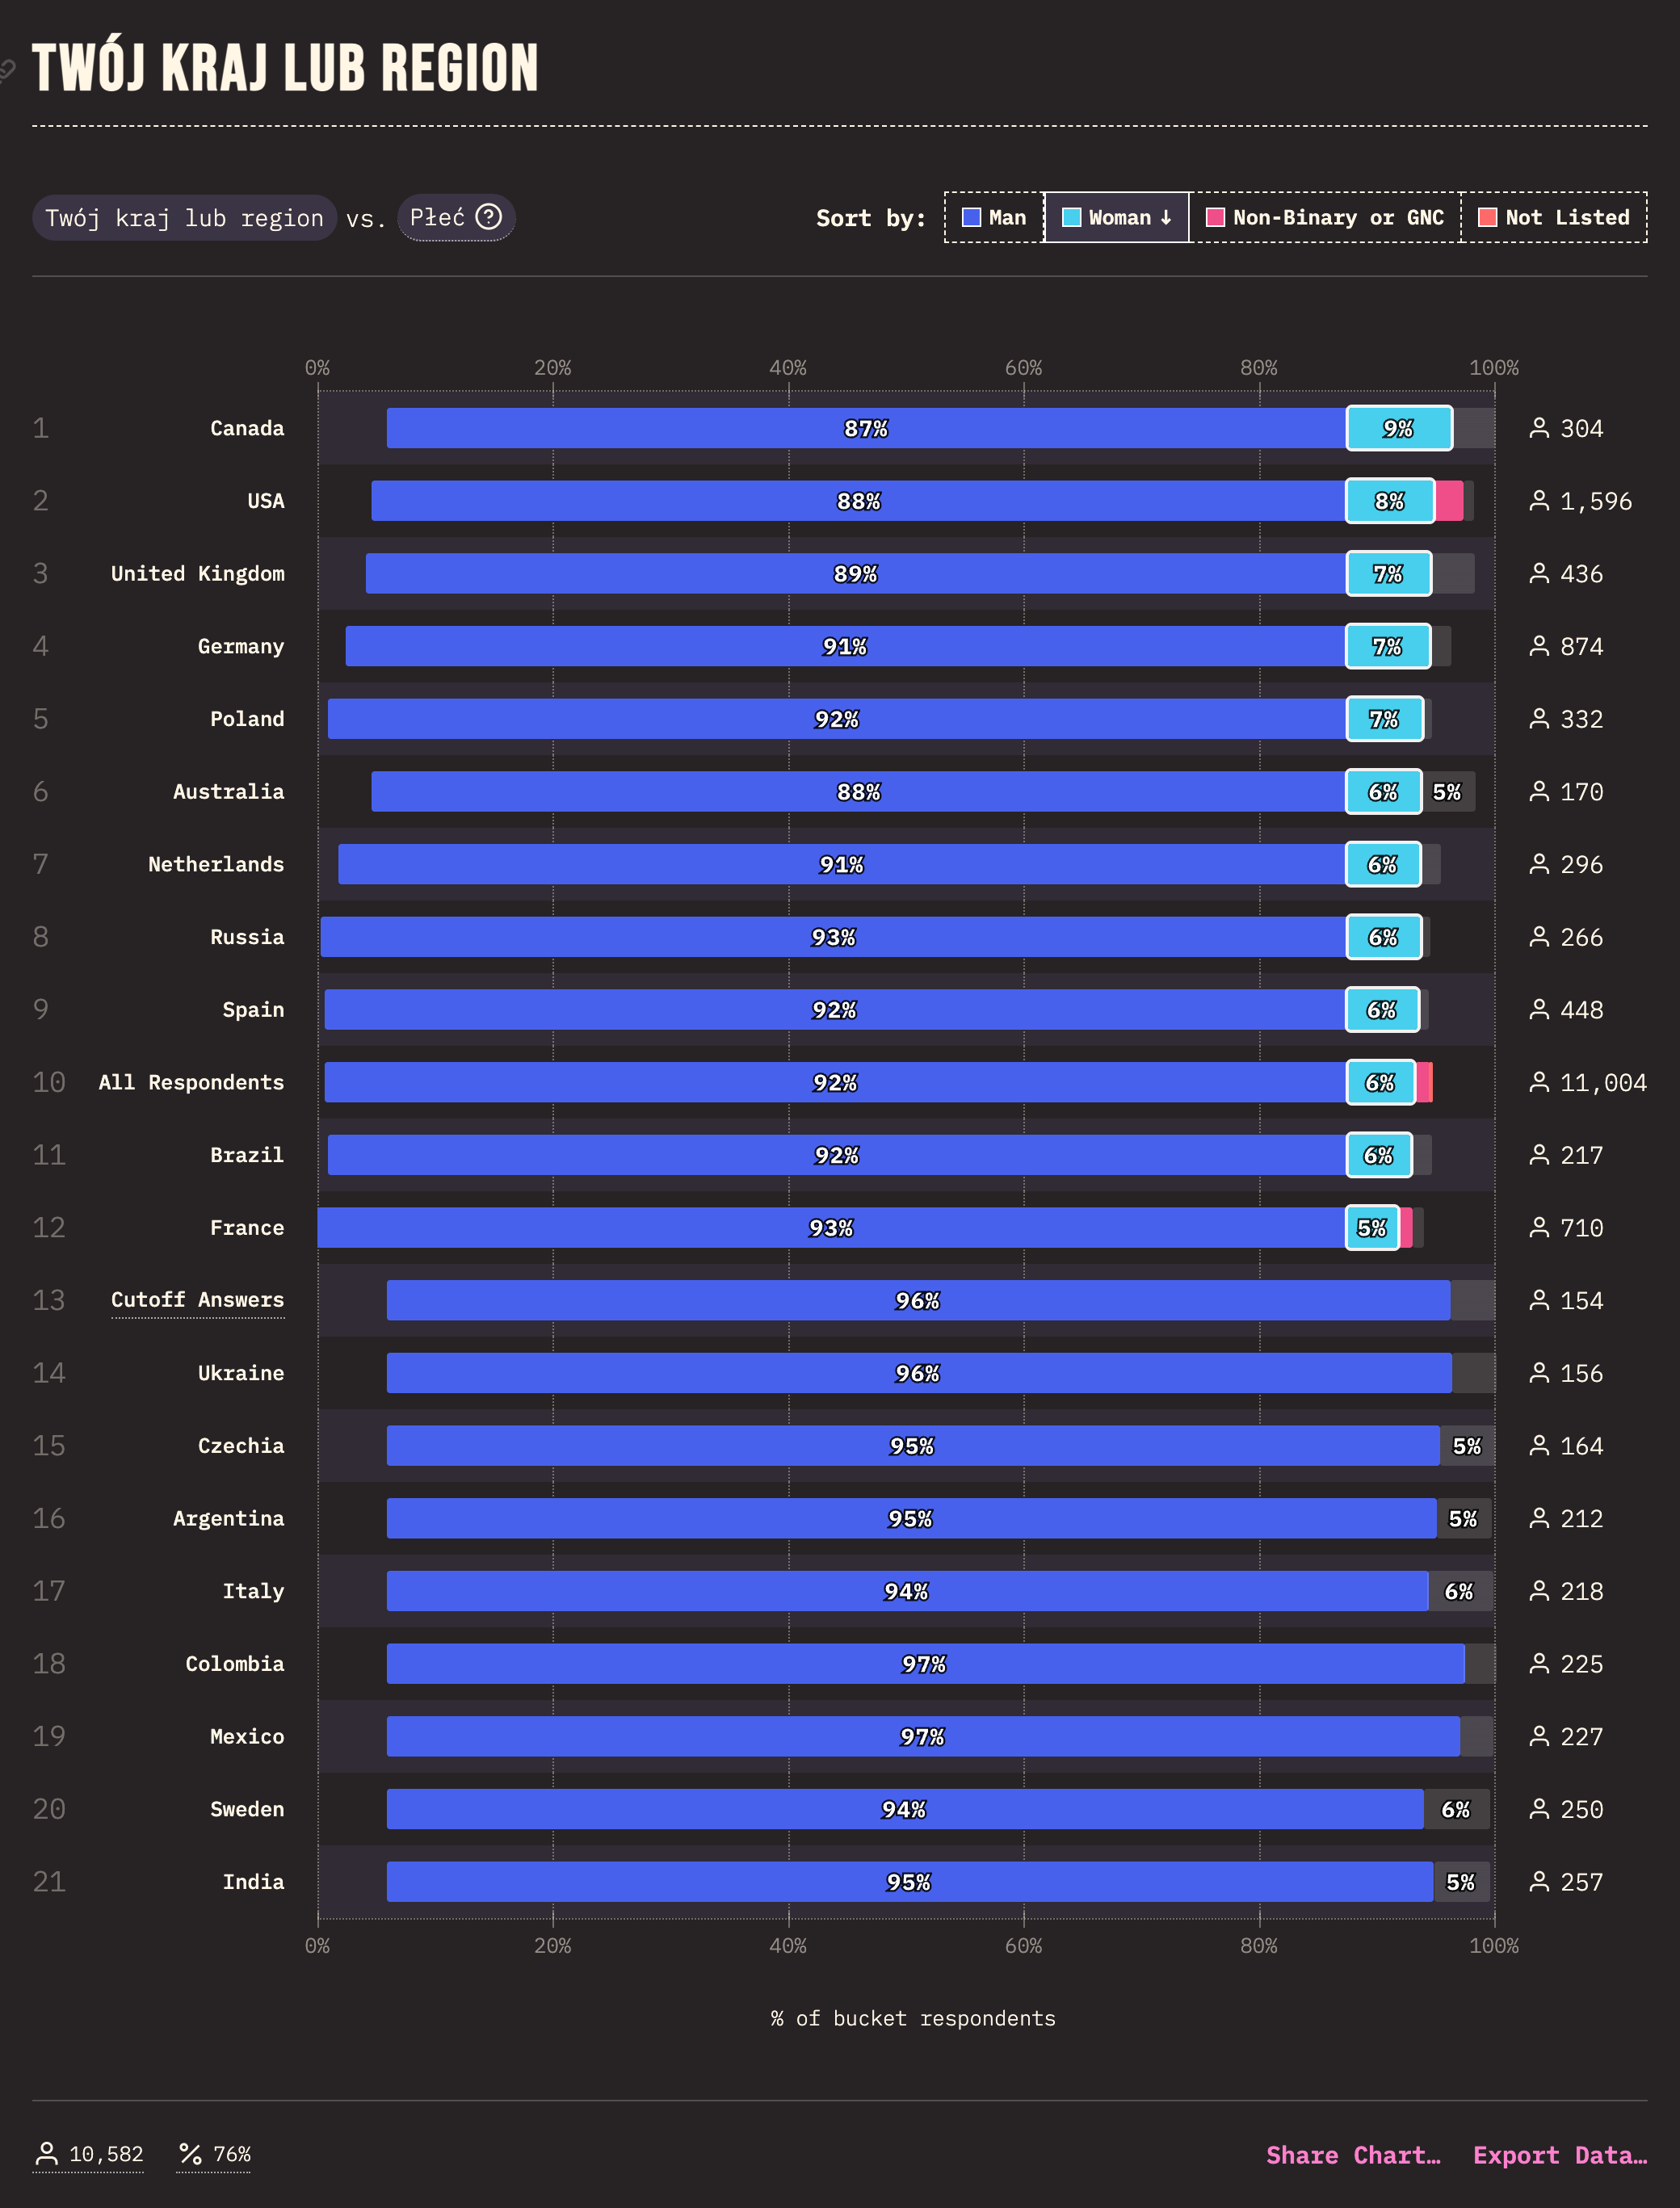 TWÓJ KRAJ LUB REGION
Twój kraj lub region vs. Płeć ?
Sort by: Man Woman ↓ Non-Binary or GNC Not Listed
0% 20% 40% 60% 80% 100%
1 Canada 87% 9% 304
2 USA 88% 8% 1,596
3 United Kingdom 89% 7% 436
4 Germany 91% 7% 874
5 Poland 92% 7% 332
6 Australia 88% 6% 5% 170
7 Netherlands 91% 6% 296
8 Russia 93% 6% 266
9 Spain 92% 6% 448
10 All Respondents 92% 6% 11,004
11 Brazil 92% 6% 217
12 France 93% 5% 710
13 Cutoff Answers 96% 154
14 Ukraine 96% 156
15 Czechia 95% 5% 164
16 Argentina 95% 5% 212
17 Italy 94% 6% 218
18 Colombia 97% 225
19 Mexico 97% 227
20 Sweden 94% 6% 250
21 India 95% 5% 257
0% 20% 40% 60% 80% 100%
% of bucket respondents
10,582 % 76% Share Chart… Export Data…